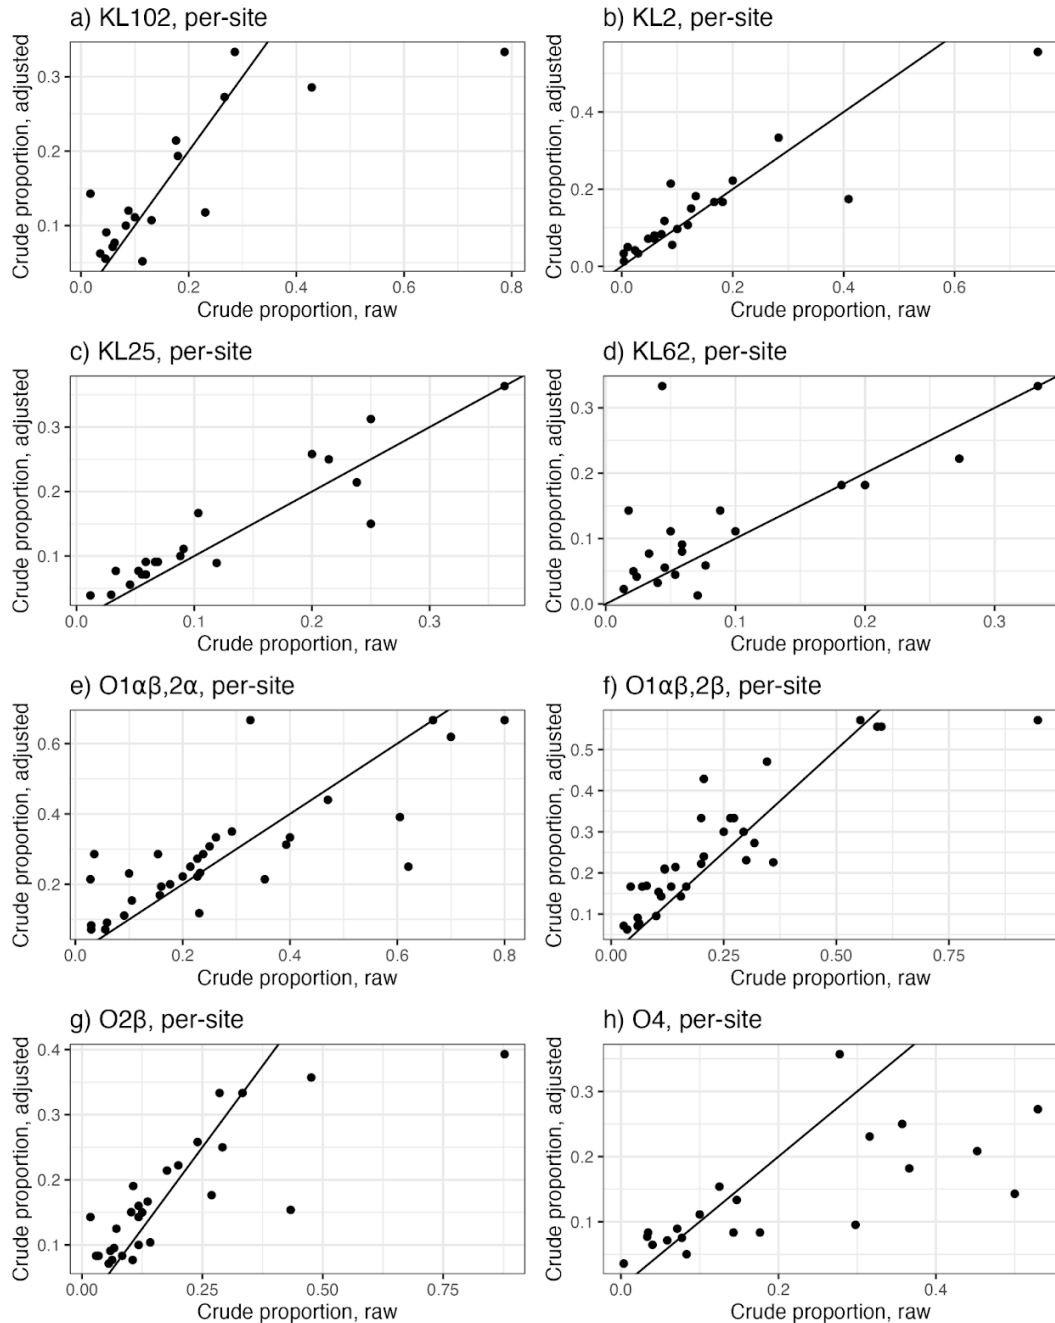 a) KL102, per-site
Crude proportion, adjusted
0.3
0.2
0.1
0.0 0.2 0.4 0.6 0.8
Crude proportion, raw
b) KL2, per-site
Crude proportion, adjusted
0.4
0.2
0.0
0.0 0.2 0.4 0.6
Crude proportion, raw
c) KL25, per-site
Crude proportion, adjusted
0.3
0.2
0.1
0.0 0.1 0.2 0.3
Crude proportion, raw
d) KL62, per-site
Crude proportion, adjusted
0.3
0.2
0.1
0.0
0.0 0.1 0.2 0.3
Crude proportion, raw
e) O1αβ,2α, per-site
Crude proportion, adjusted
0.6
0.4
0.2
0.0 0.2 0.4 0.6 0.8
Crude proportion, raw
f) O1αβ,2β, per-site
Crude proportion, adjusted
0.5
0.4
0.3
0.2
0.1
0.00 0.25 0.50 0.75
Crude proportion, raw
g) O2β, per-site
Crude proportion, adjusted
0.4
0.3
0.2
0.1
0.00 0.25 0.50 0.75
Crude proportion, raw
h) O4, per-site
Crude proportion, adjusted
0.3
0.2
0.1
0.0 0.2 0.4
Crude proportion, raw